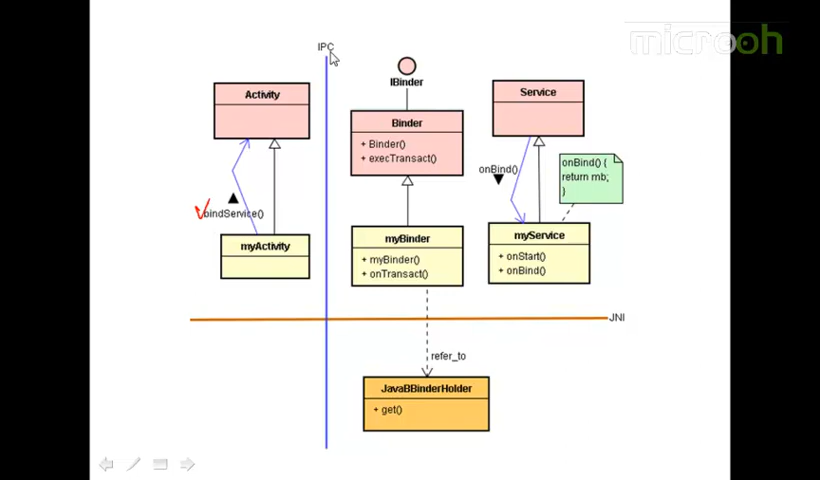 IPC
microoh
IBinder
Activity
Binder
+ Binder()
+ execTransact()
Service
onBind()
onBind() {
return mb;
}
bindService()
myActivity
myBinder
+ myBinder()
+ onTransact()
myService
+ onStart()
+ onBind()
JNI
refer_to
JavaBBinderHolder
+ get()